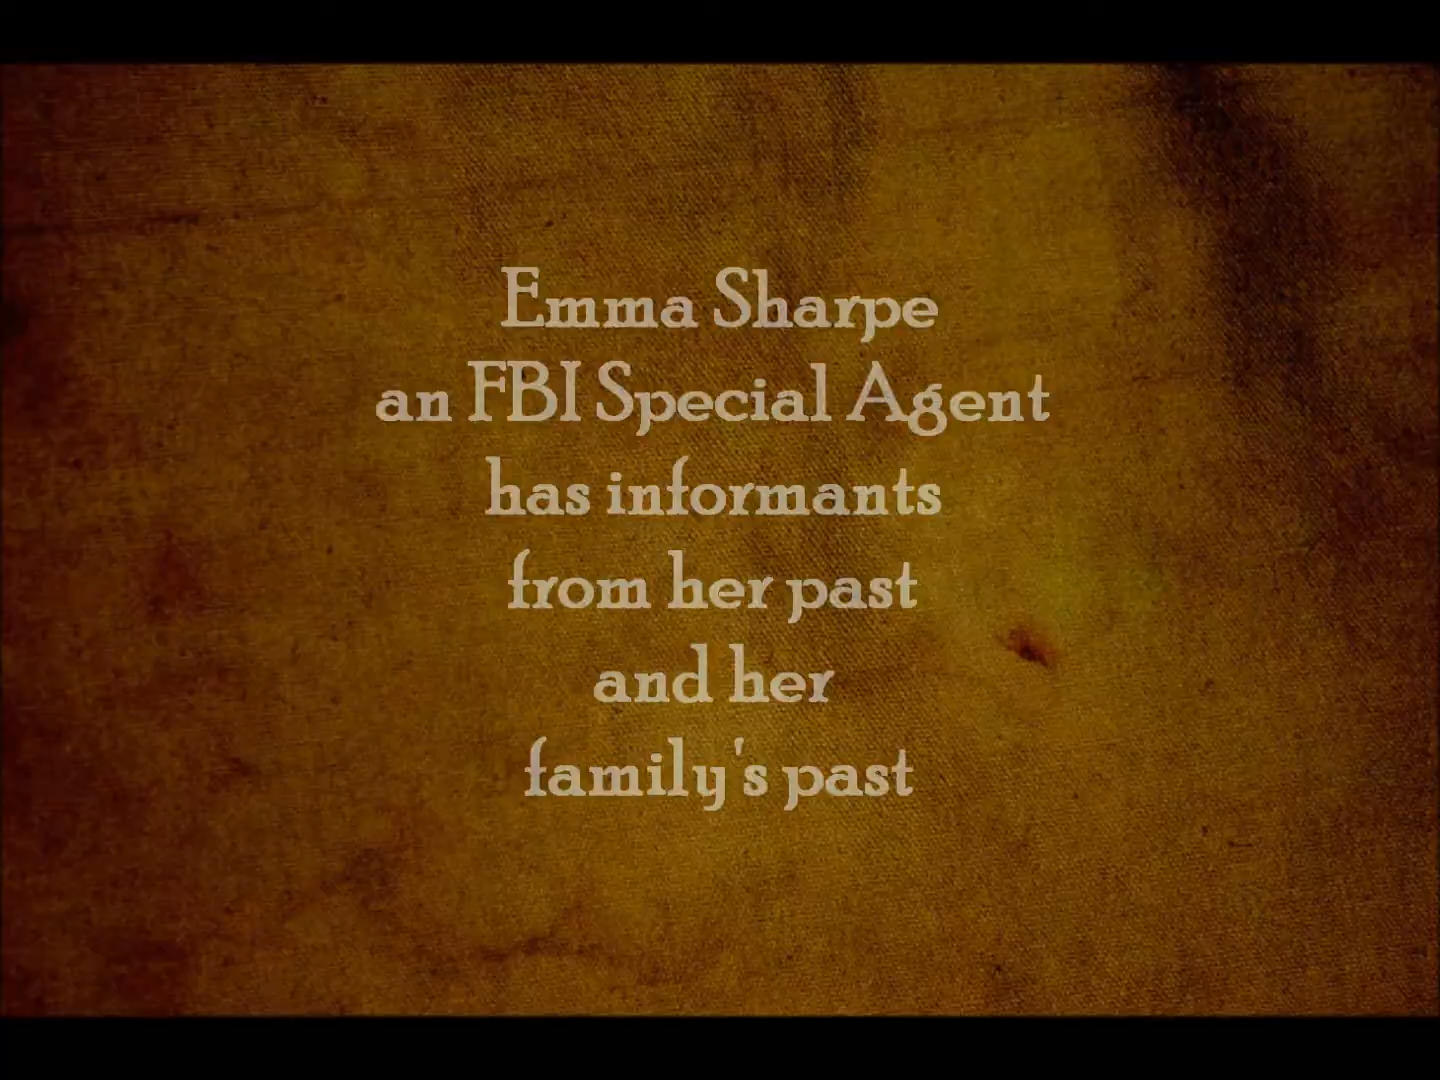 Emma Sharpe
an FBI Special Agent
has informants
from her past
and her
family's past